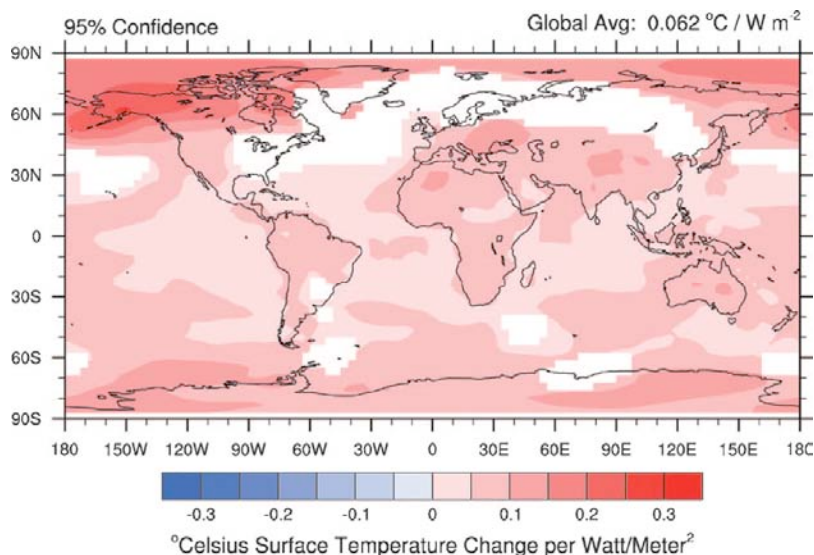 95% Confidence
Global Avg: 0.062 °C / W m-2
90N
60N
30N
0
30S
60S
90S
180 150W 120W 90W 60W 30W 0 30E 60E 90E 120E 150E 180
-0.3 -0.2 -0.1 0 0.1 0.2 0.3
°Celsius Surface Temperature Change per Watt/Meter²